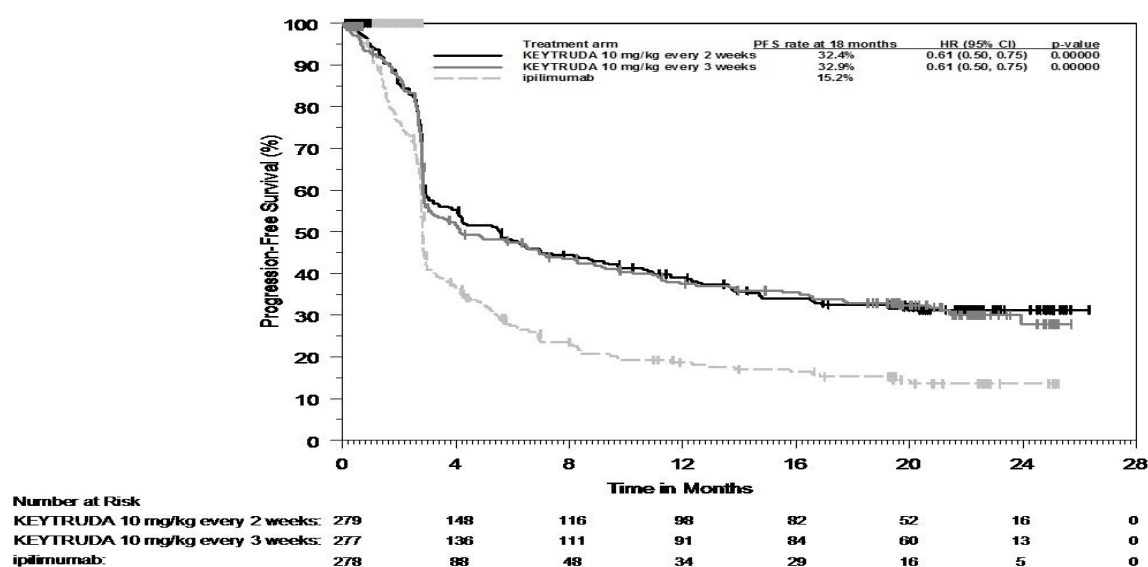 Treatment arm PFS rate at 18 months HR (95% CI) p-value
KEYTRUDA 10 mg/kg every 2 weeks 32.4% 0.61 (0.50, 0.75) 0.00000
KEYTRUDA 10 mg/kg every 3 weeks 32.9% 0.61 (0.50, 0.75) 0.00000
ipilimumab 15.2%
Progression-Free Survival (%)
100
90
80
70
60
50
40
30
20
10
0
0 4 8 12 16 20 24 28
Time in Months
Number at Risk
KEYTRUDA 10 mg/kg every 2 weeks: 279 148 116 98 82 52 16 0
KEYTRUDA 10 mg/kg every 3 weeks: 277 136 111 91 84 60 13 0
ipilimumab: 278 88 48 34 29 16 5 0